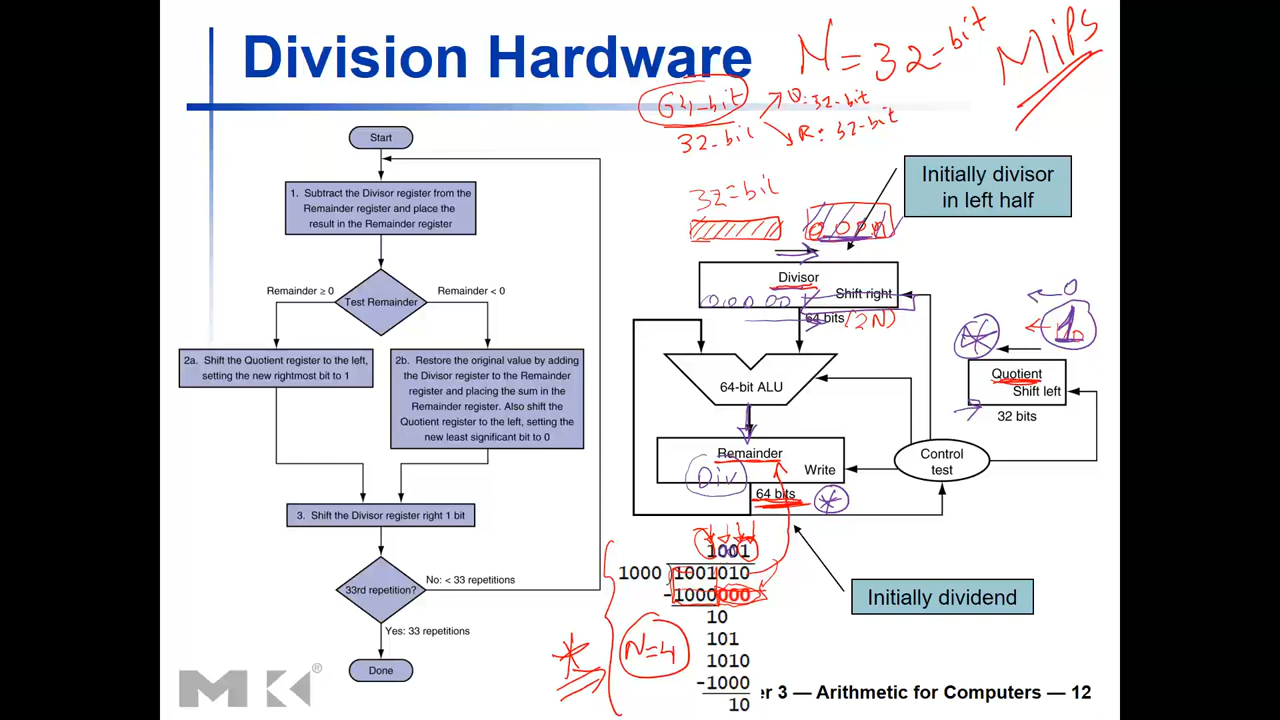 Division Hardware
N = 32-bit
MIPS
64-bit
32-bit
Q: 32-bit
R: 32-bit
Start
1. Subtract the Divisor register from the
Remainder register and place the
result in the Remainder register
Remainder ≥ 0
Remainder < 0
Test Remainder
2a. Shift the Quotient register to the left,
setting the new rightmost bit to 1
2b. Restore the original value by adding
the Divisor register to the Remainder
register and placing the sum in the
Remainder register. Also shift the
Quotient register to the left, setting the
new least significant bit to 0
3. Shift the Divisor register right 1 bit
33rd repetition?
No: < 33 repetitions
Yes: 33 repetitions
Done
Initially divisor
in left half
32-bit
Divisor
Shift right
64 bits
(2N)
64-bit ALU
0
Quotient
Shift left
32 bits
Remainder
Div
Write
64 bits
Control
test
Initially dividend
1001
1000
1001010
-1000000
10
101
1010
-1000
10
N=4
MK®
er 3 — Arithmetic for Computers — 12